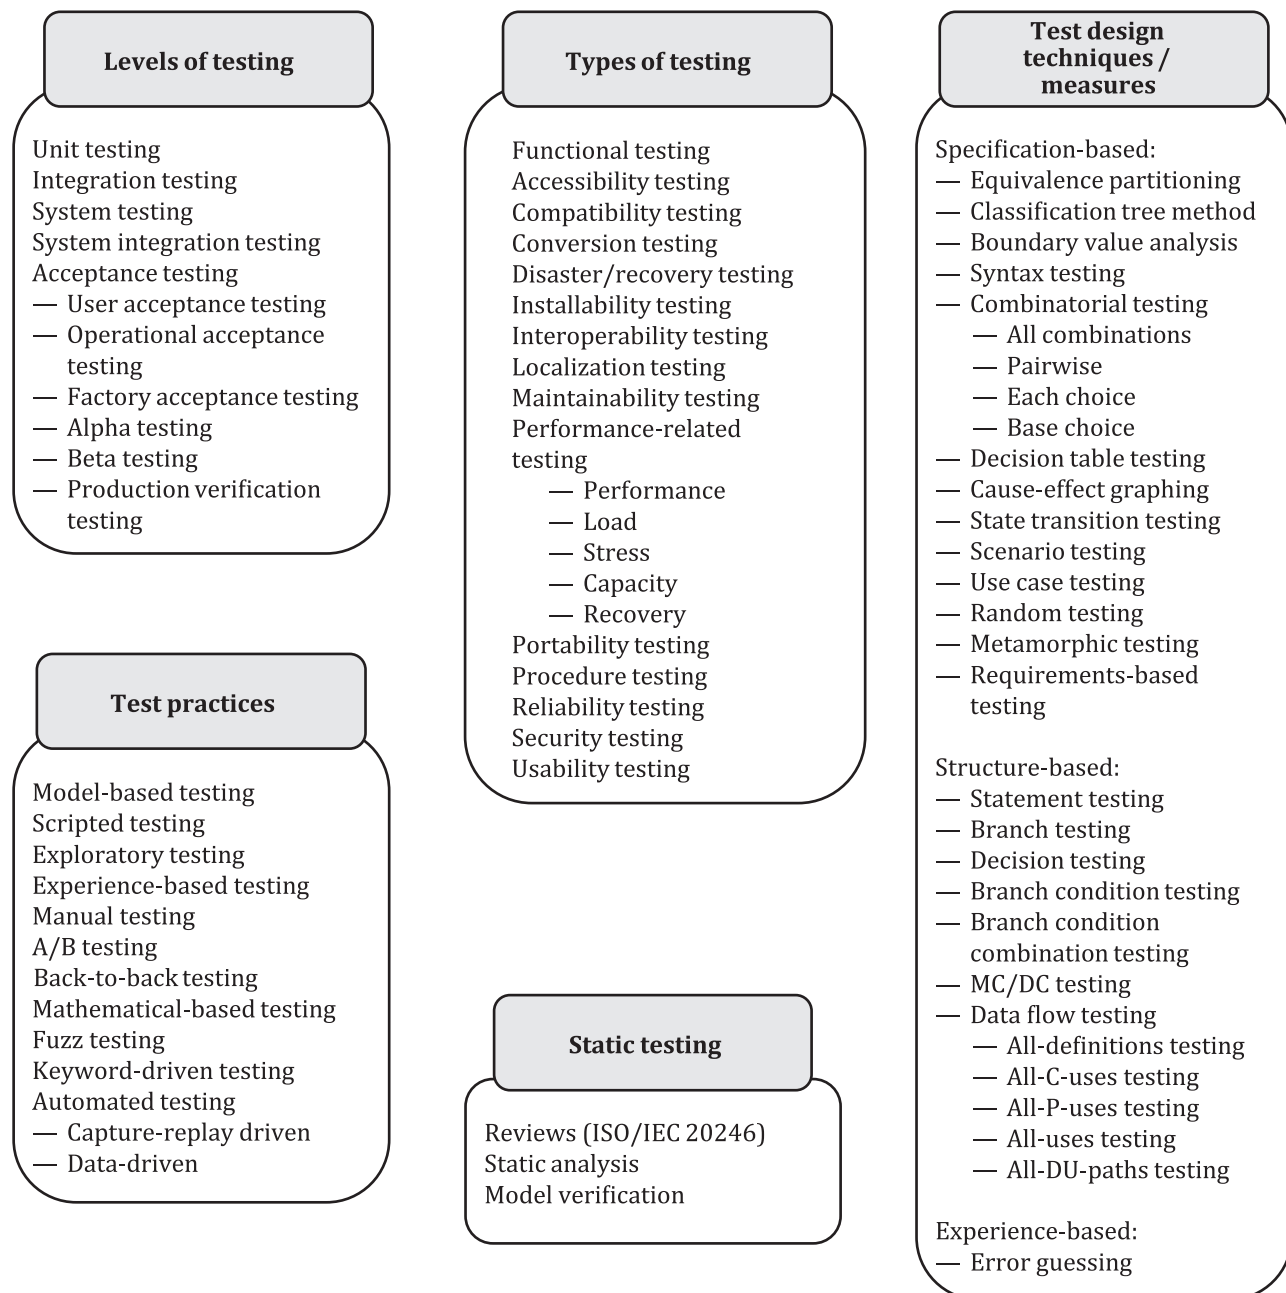 Levels of testing
Unit testing
Integration testing
System testing
System integration testing
Acceptance testing
— User acceptance testing
— Operational acceptance
testing
— Factory acceptance testing
— Alpha testing
— Beta testing
— Production verification
testing
Test practices
Model-based testing
Scripted testing
Exploratory testing
Experience-based testing
Manual testing
A/B testing
Back-to-back testing
Mathematical-based testing
Fuzz testing
Keyword-driven testing
Automated testing
— Capture-replay driven
— Data-driven
Types of testing
Functional testing
Accessibility testing
Compatibility testing
Conversion testing
Disaster/recovery testing
Installability testing
Interoperability testing
Localization testing
Maintainability testing
Performance-related
testing
— Performance
— Load
— Stress
— Capacity
— Recovery
Portability testing
Procedure testing
Reliability testing
Security testing
Usability testing
Static testing
Reviews (ISO/IEC 20246)
Static analysis
Model verification
Test design
techniques /
measures
Specification-based:
— Equivalence partitioning
— Classification tree method
— Boundary value analysis
— Syntax testing
— Combinatorial testing
— All combinations
— Pairwise
— Each choice
— Base choice
— Decision table testing
— Cause-effect graphing
— State transition testing
— Scenario testing
— Use case testing
— Random testing
— Metamorphic testing
— Requirements-based
testing
Structure-based:
— Statement testing
— Branch testing
— Decision testing
— Branch condition testing
— Branch condition
combination testing
— MC/DC testing
— Data flow testing
— All-definitions testing
— All-C-uses testing
— All-P-uses testing
— All-uses testing
— All-DU-paths testing
Experience-based:
— Error guessing